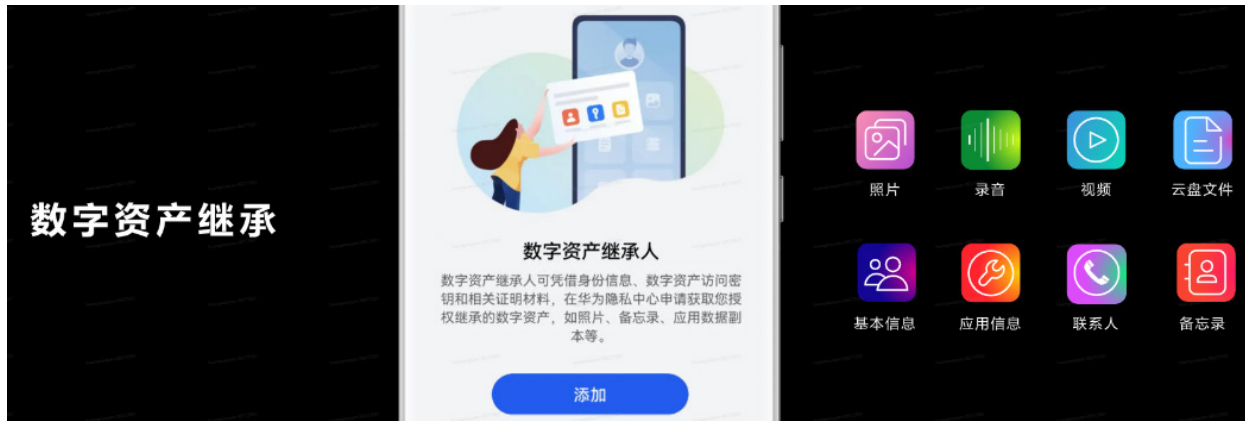 数字资产继承
数字资产继承人
数字资产继承人可凭借身份信息、数字资产访问密
钥和相关证明材料，在华为隐私中心申请获取您授
权继承的数字资产，如照片、备忘录、应用数据副
本等。
添加
照片 录音 视频 云盘文件
基本信息 应用信息 联系人 备忘录